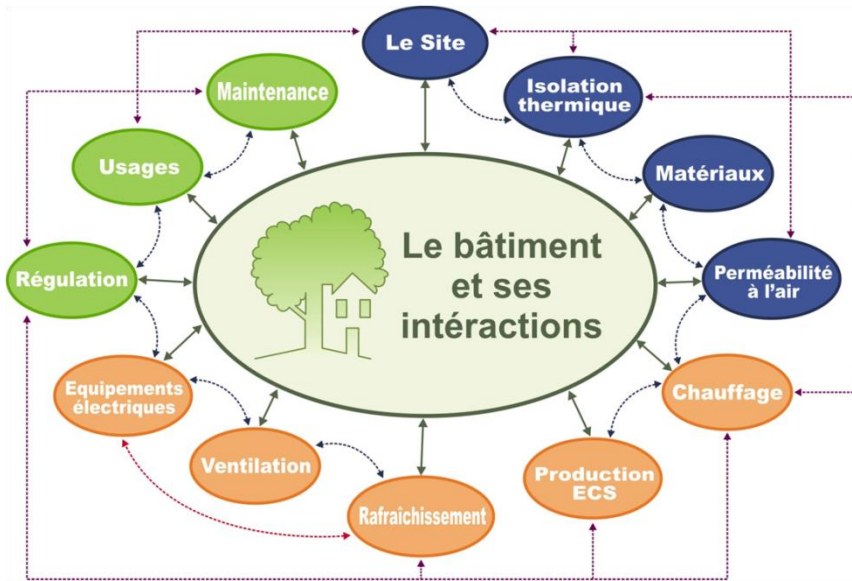 Le Site
Maintenance
Isolation
thermique
Usages
Matériaux
Le bâtiment
et ses
intéractions
Régulation
Perméabilité
à l'air
Equipements
électriques
Chauffage
Ventilation
Production
ECS
Rafraîchissement